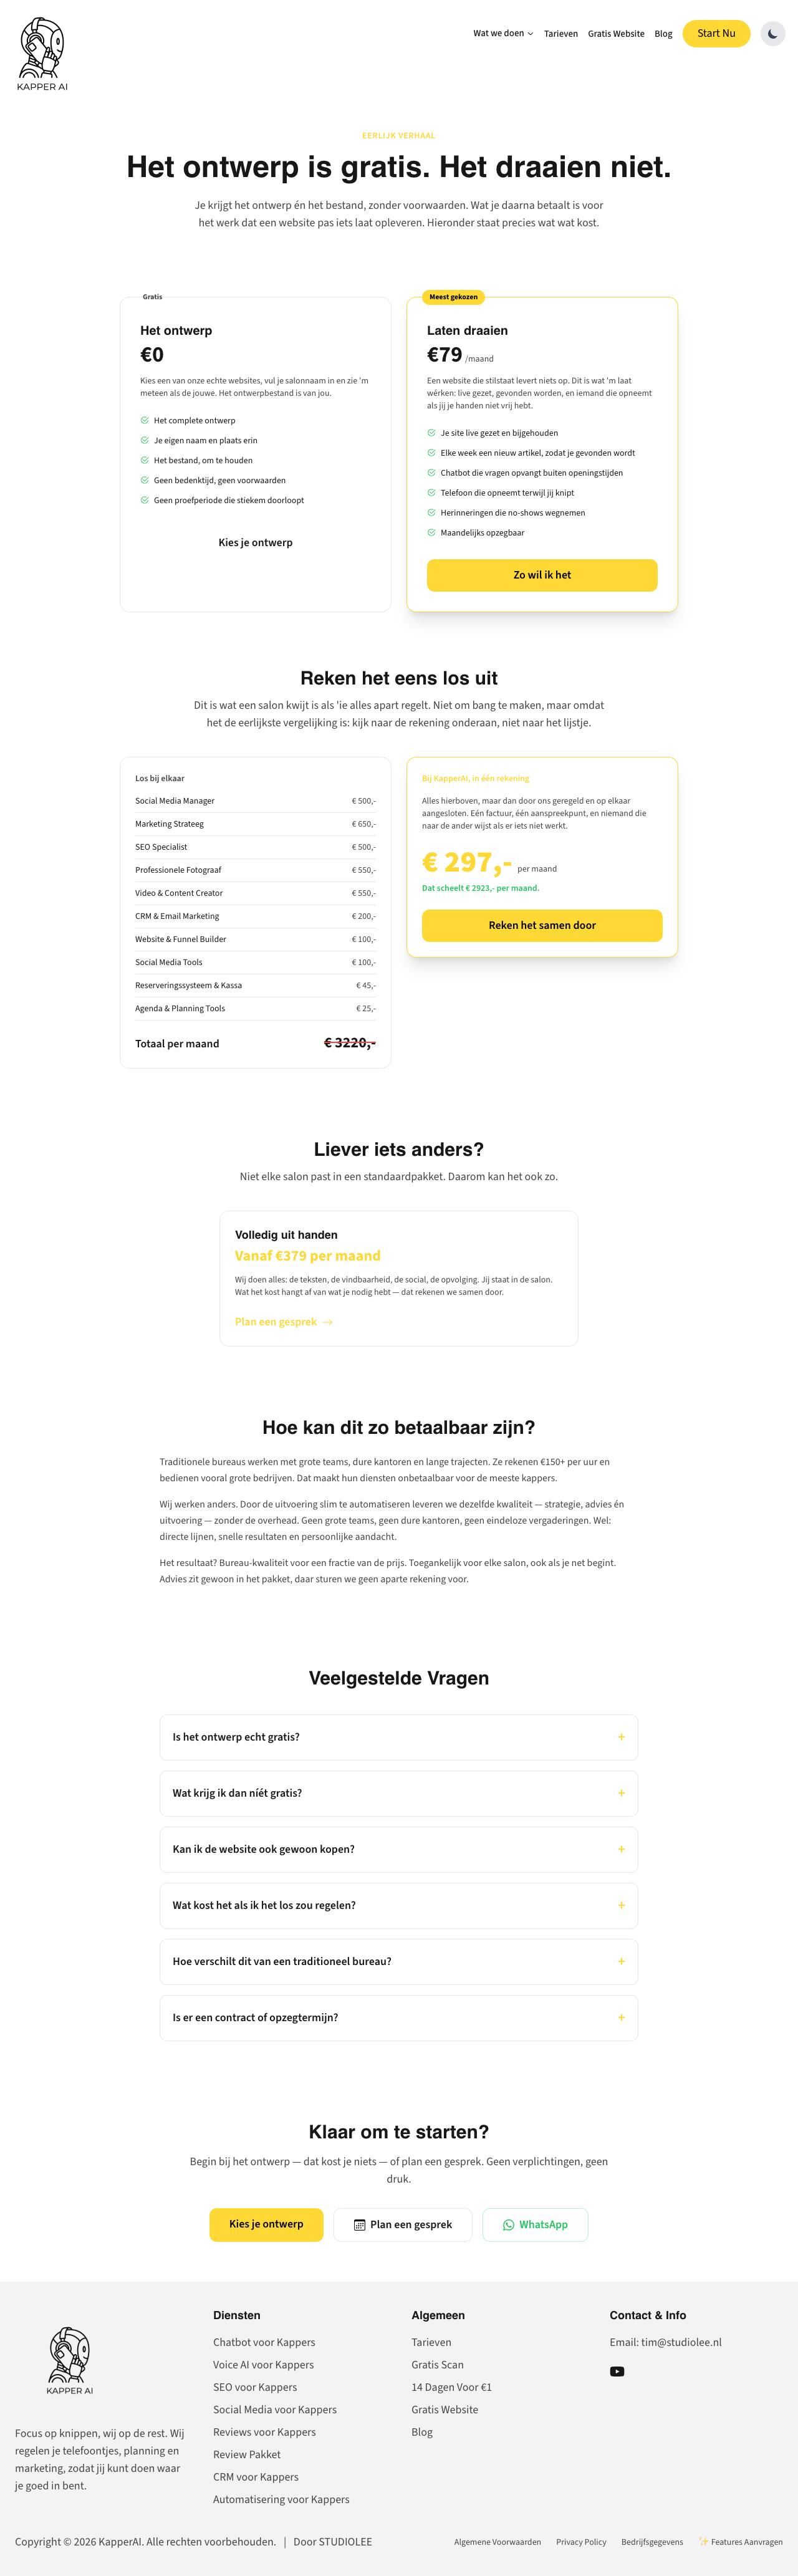 KAPPER AI
Wat we doen
Tarieven
Gratis Website
Blog
Start Nu
EERLIJK VERHAAL
Het ontwerp is gratis. Het draaien niet.
Je krijgt het ontwerp én het bestand, zonder voorwaarden. Wat je daarna betaalt is voor
het werk dat een website pas iets laat opleveren. Hieronder staat precies wat wat kost.
Gratis
Het ontwerp
€0
Kies een van onze echte websites, vul je salonnaam in en zie 'm
meteen als de jouwe. Het ontwerpbestand is van jou.
Het complete ontwerp
Je eigen naam en plaats erin
Het bestand, om te houden
Geen bedenktijd, geen voorwaarden
Geen proefperiode die stiekem doorloopt
Kies je ontwerp
Meest gekozen
Laten draaien
€79 /maand
Een website die stilstaat levert niets op. Dit is wat 'm laat
wérken: live gezet, gevonden worden, en iemand die opneemt
als jij je handen niet vrij hebt.
Je site live gezet en bijgehouden
Elke week een nieuw artikel, zodat je gevonden wordt
Chatbot die vragen opvangt buiten openingstijden
Telefoon die opneemt terwijl jij knipt
Herinneringen die no-shows wegnemen
Maandelijks opzegbaar
Zo wil ik het
Reken het eens los uit
Dit is wat een salon kwijt is als 'ie alles apart regelt. Niet om bang te maken, maar omdat
het de eerlijkste vergelijking is: kijk naar de rekening onderaan, niet naar het lijstje.
Los bij elkaar
Social Media Manager € 500,-
Marketing Strateeg € 650,-
SEO Specialist € 500,-
Professionele Fotograaf € 550,-
Video & Content Creator € 550,-
CRM & Email Marketing € 200,-
Website & Funnel Builder € 100,-
Social Media Tools € 100,-
Reserveringssysteem & Kassa € 45,-
Agenda & Planning Tools € 25,-
Totaal per maand € 3220,-
Bij KapperAI, in één rekening
Alles hierboven, maar dan door ons geregeld en op elkaar
aangesloten. Eén factuur, één aanspreekpunt, en niemand die
naar de ander wijst als er iets niet werkt.
€ 297,- per maand
Dat scheelt € 2923,- per maand.
Reken het samen door
Liever iets anders?
Niet elke salon past in een standaardpakket. Daarom kan het ook zo.
Volledig uit handen
Vanaf €379 per maand
Wij doen alles: de teksten, de vindbaarheid, de social, de opvolging. Jij staat in de salon.
Wat het kost hangt af van wat je nodig hebt — dat rekenen we samen door.
Plan een gesprek →
Hoe kan dit zo betaalbaar zijn?
Traditionele bureaus werken met grote teams, dure kantoren en lange trajecten. Ze rekenen €150+ per uur en
bedienen vooral grote bedrijven. Dat maakt hun diensten onbetaalbaar voor de meeste kappers.
Wij werken anders. Door de uitvoering slim te automatiseren leveren we dezelfde kwaliteit — strategie, advies én
uitvoering — zonder de overhead. Geen grote teams, geen dure kantoren, geen eindeloze vergaderingen. Wel:
directe lijnen, snelle resultaten en persoonlijke aandacht.
Het resultaat? Bureau-kwaliteit voor een fractie van de prijs. Toegankelijk voor elke salon, ook als je net begint.
Advies zit gewoon in het pakket, daar sturen we geen aparte rekening voor.
Veelgestelde Vragen
Is het ontwerp echt gratis? +
Wat krijg ik dan níét gratis? +
Kan ik de website ook gewoon kopen? +
Wat kost het als ik het los zou regelen? +
Hoe verschilt dit van een traditioneel bureau? +
Is er een contract of opzegtermijn? +
Klaar om te starten?
Begin bij het ontwerp — dat kost je niets — of plan een gesprek. Geen verplichtingen, geen
druk.
Kies je ontwerp
Plan een gesprek
WhatsApp
KAPPER AI
Focus op knippen, wij op de rest. Wij
regelen je telefoontjes, planning en
marketing, zodat jij kunt doen waar
je goed in bent.
Diensten
Chatbot voor Kappers
Voice AI voor Kappers
SEO voor Kappers
Social Media voor Kappers
Reviews voor Kappers
Review Pakket
CRM voor Kappers
Automatisering voor Kappers
Algemeen
Tarieven
Gratis Scan
14 Dagen Voor €1
Gratis Website
Blog
Contact & Info
Email: tim@studiolee.nl
Copyright © 2026 KapperAI. Alle rechten voorbehouden. | Door STUDIOLEE
Algemene Voorwaarden
Privacy Policy
Bedrijfsgegevens
✨ Features Aanvragen